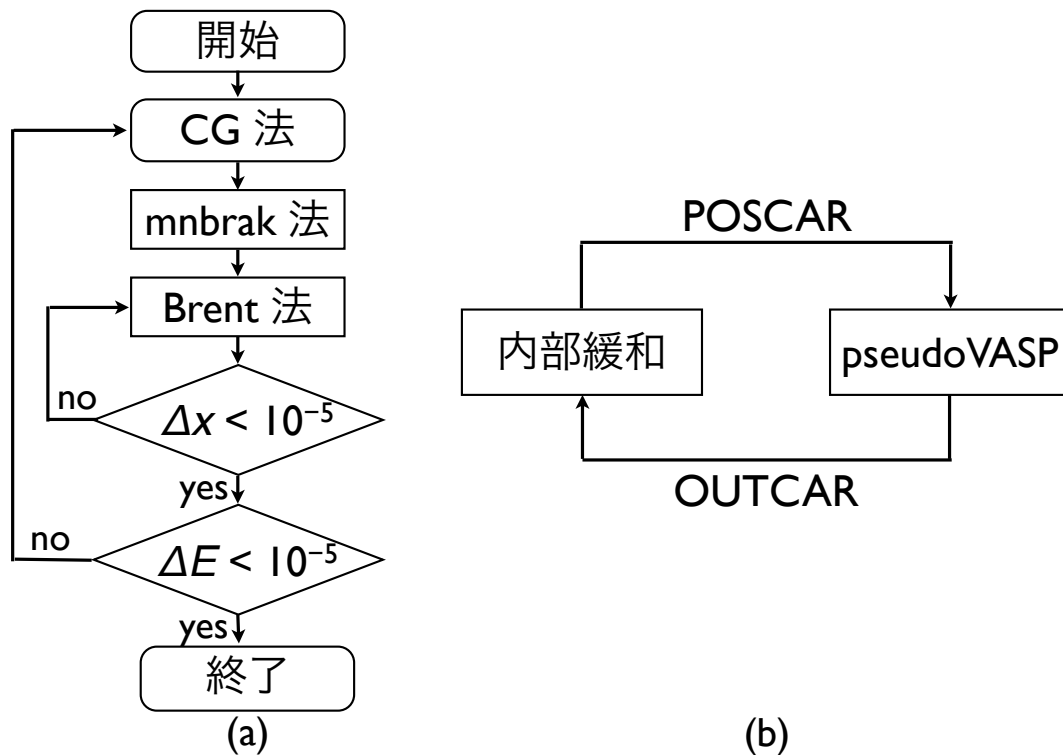 開始
CG 法
mnbrak 法
Brent 法
no
Δx < 10⁻⁵
yes
no
ΔE < 10⁻⁵
yes
終了
(a)
POSCAR
内部緩和
pseudoVASP
OUTCAR
(b)